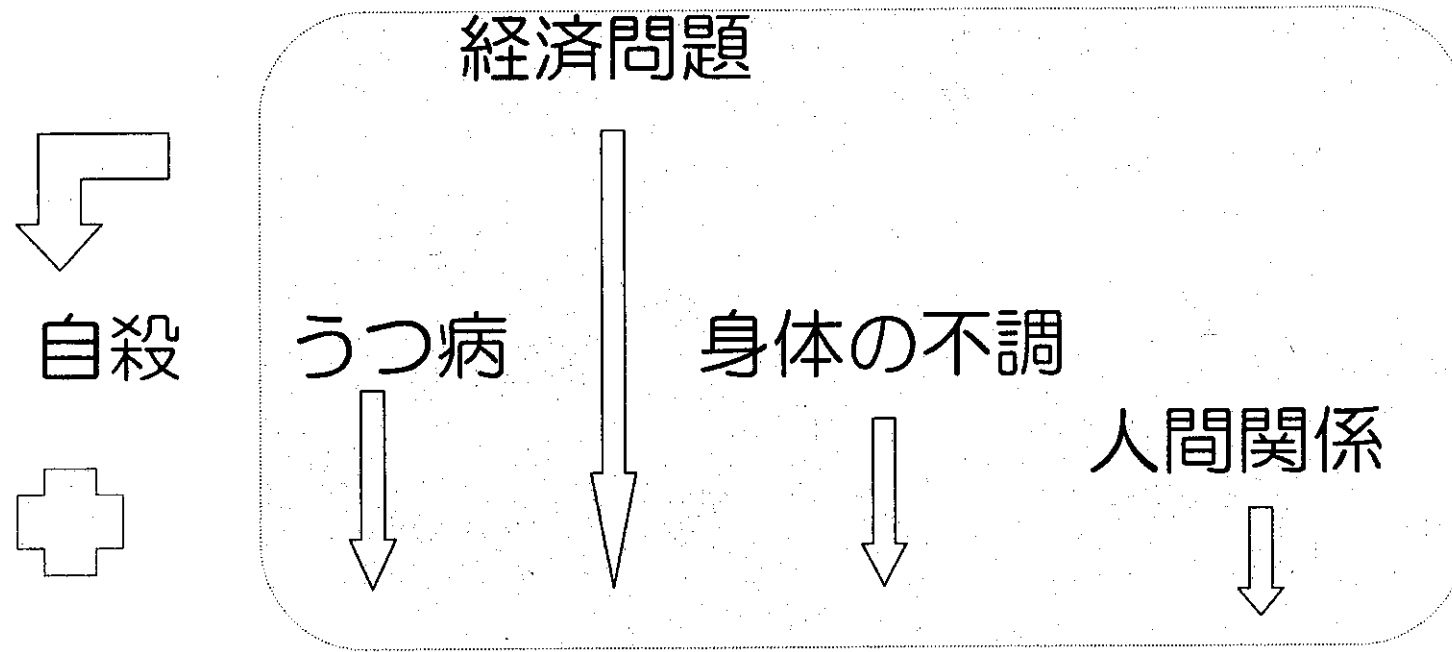 経済問題
自殺
うつ病
身体の不調
人間関係